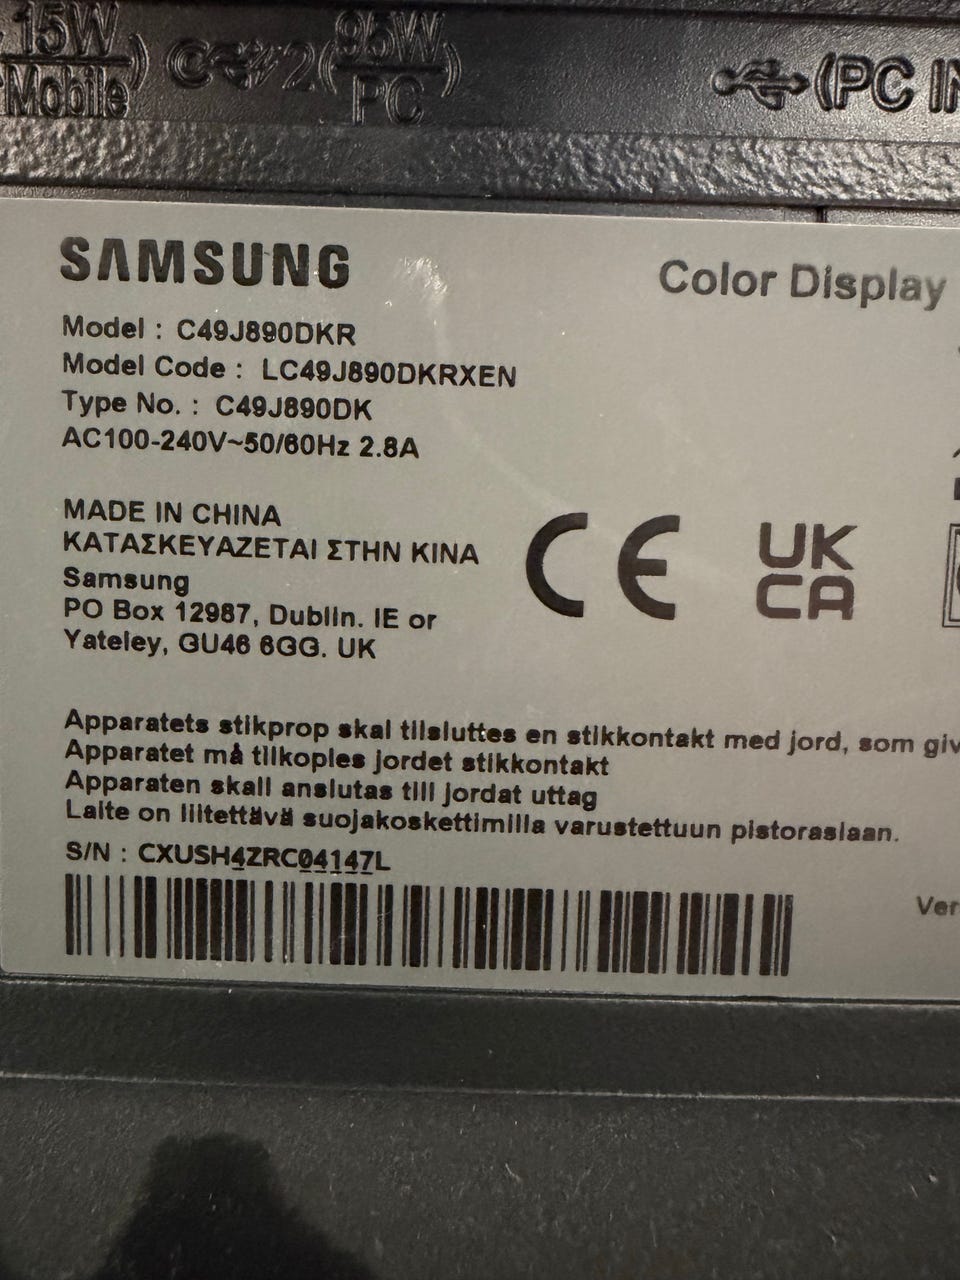 15W
Mobile
2(95W
PC)
(PC IN
SAMSUNG
Color Display
Model : C49J890DKR
Model Code : LC49J890DKRXEN
Type No. : C49J890DK
AC100-240V~50/60Hz 2.8A
MADE IN CHINA
ΚΑΤΑΣΚΕΥΑΖΕΤΑΙ ΣΤΗΝ ΚΙΝΑ
Samsung
PO Box 12987, Dublin. IE or
Yateley, GU46 6GG. UK
CE
UK
CA
Apparatets stikprop skal tilsluttes en stikkontakt med jord, som giv
Apparatet må tilkoples jordet stikkontakt
Apparaten skall anslutas till jordat uttag
Laite on liitettävä suojakoskettimilla varustettuun pistorasiaan.
S/N : CXUSH4ZRC04147L
Ver